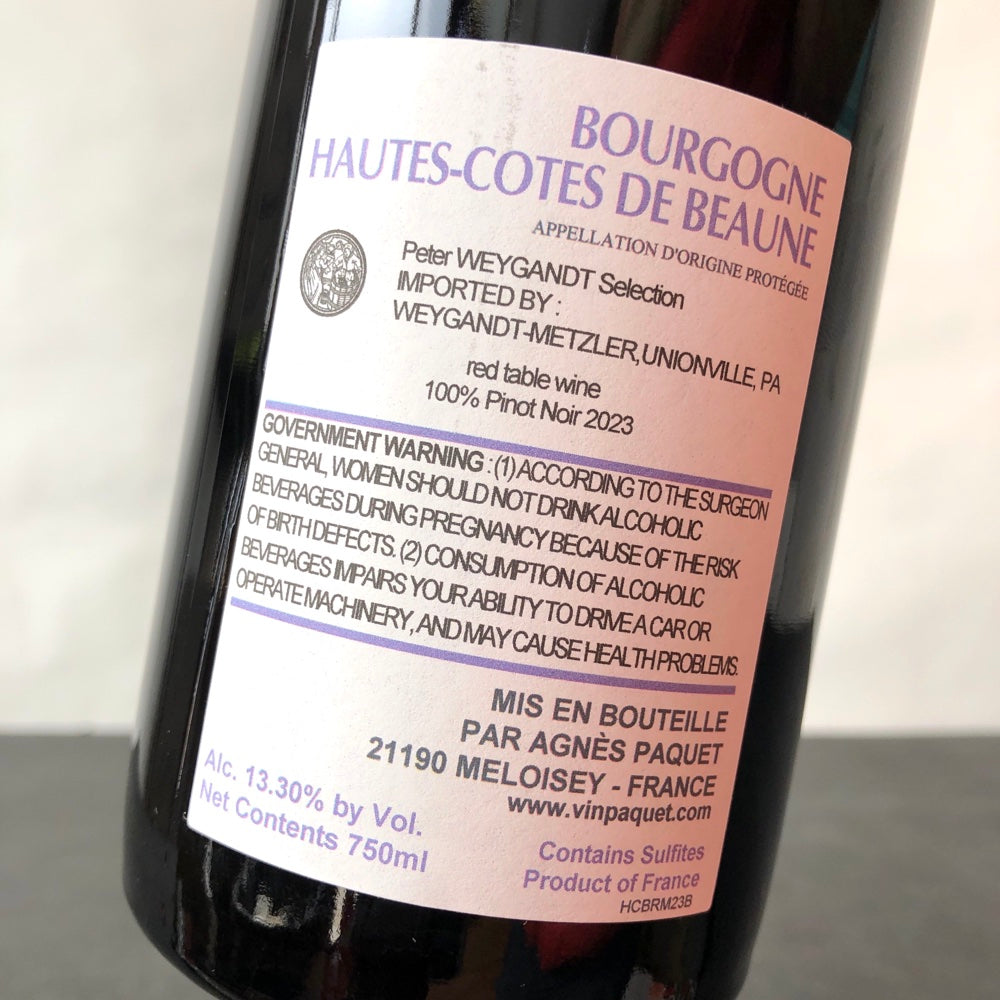 BOURGOGNE
HAUTES-COTES DE BEAUNE
APPELLATION D'ORIGINE PROTÉGÉE
Peter WEYGANDT Selection
IMPORTED BY :
WEYGANDT-METZLER, UNIONVILLE, PA
red table wine
100% Pinot Noir 2023
GOVERNMENT WARNING : (1) ACCORDING TO THE SURGEON
GENERAL, WOMEN SHOULD NOT DRINK ALCOHOLIC
BEVERAGES DURING PREGNANCY BECAUSE OF THE RISK
OF BIRTH DEFECTS. (2) CONSUMPTION OF ALCOHOLIC
BEVERAGES IMPAIRS YOUR ABILITY TO DRIVE A CAR OR
OPERATE MACHINERY, AND MAY CAUSE HEALTH PROBLEMS.
MIS EN BOUTEILLE
PAR AGNÈS PAQUET
21190 MELOISEY - FRANCE
www.vinpaquet.com
Alc. 13.30% by Vol.
Net Contents 750ml
Contains Sulfites
Product of France
HCBRM23B